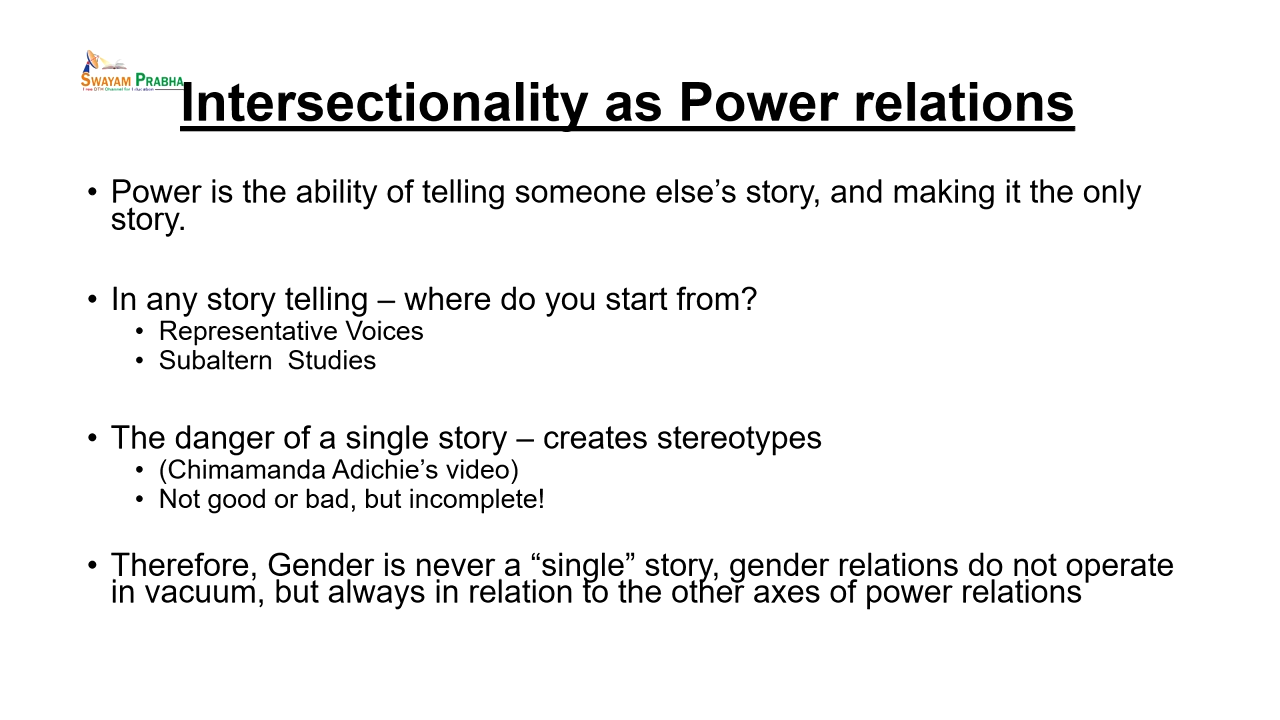 SWAYAM PRABHA
Intersectionality as Power relations
• Power is the ability of telling someone else’s story, and making it the only
story.
• In any story telling – where do you start from?
• Representative Voices
• Subaltern  Studies
• The danger of a single story – creates stereotypes
• (Chimamanda Adichie’s video)
• Not good or bad, but incomplete!
• Therefore, Gender is never a “single” story, gender relations do not operate
in vacuum, but always in relation to the other axes of power relations